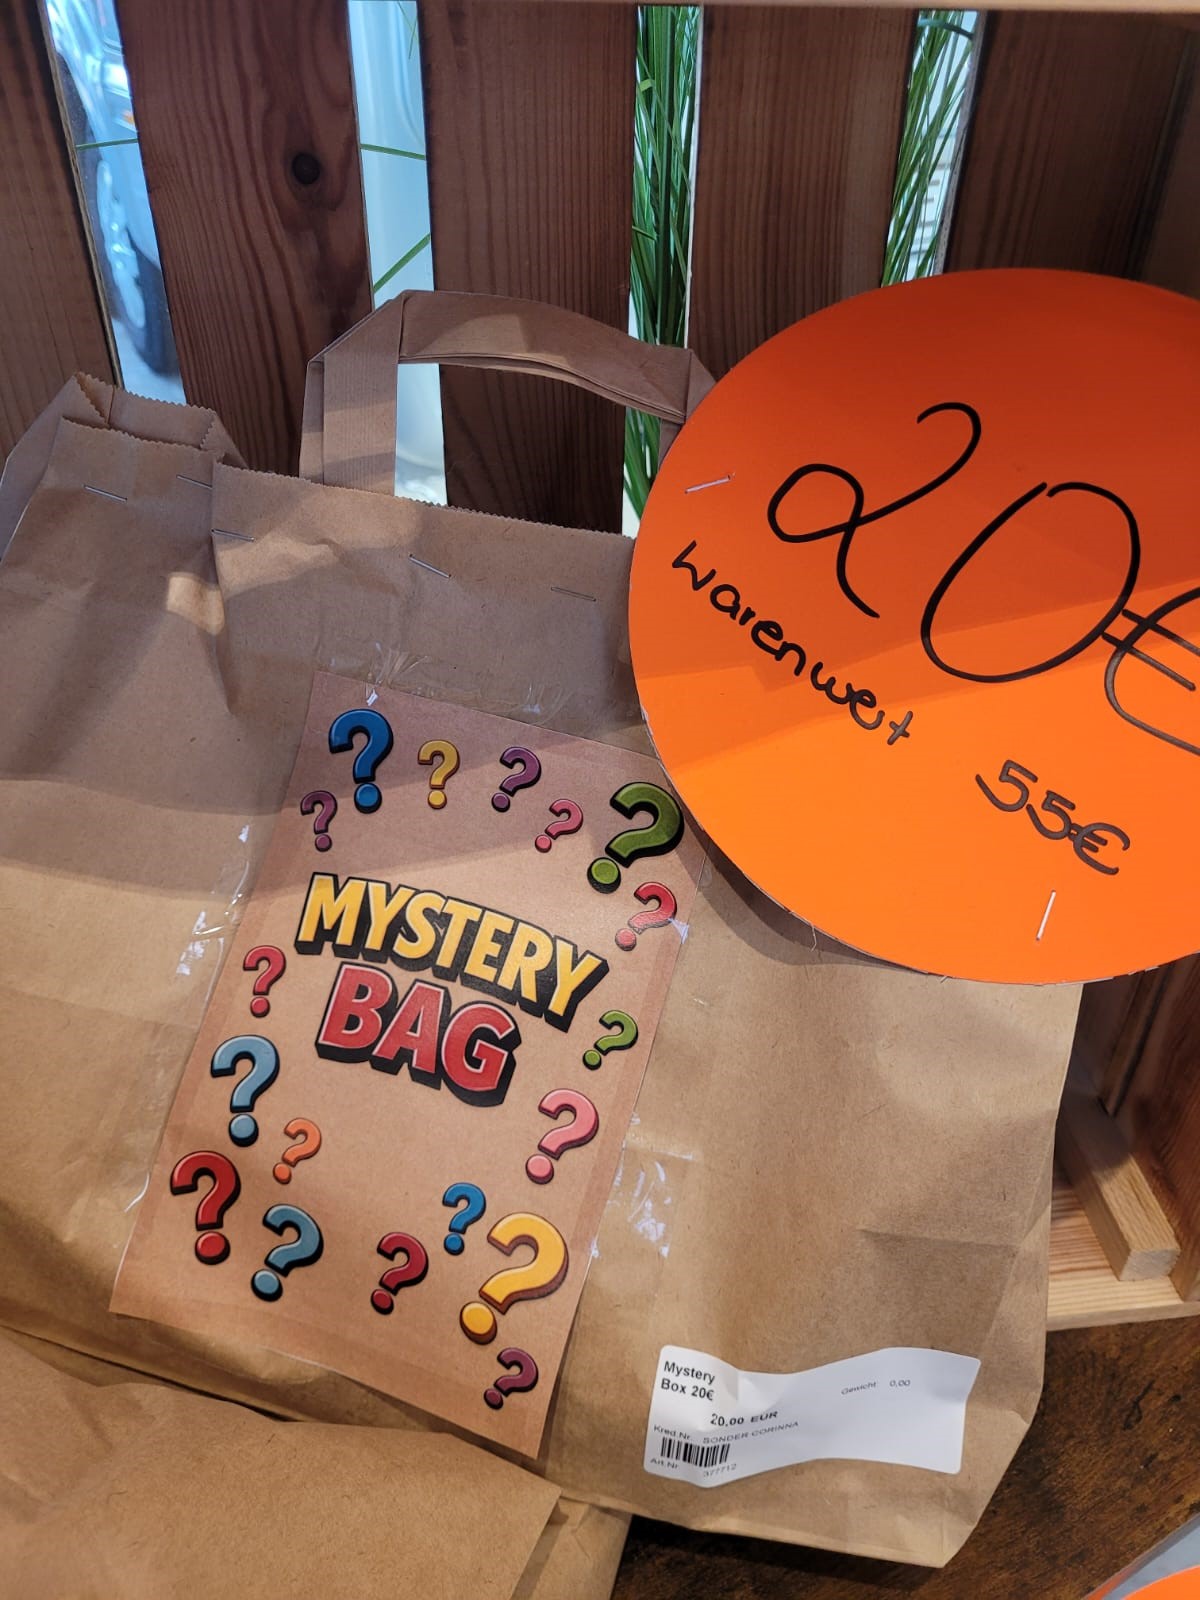 20€
Warenwert
55€
MYSTERY
BAG
Mystery
Box 20€
Gewicht: 0,00
20,00 EUR
Kred.Nr. SONDER CORINNA
Art.Nr. 377712